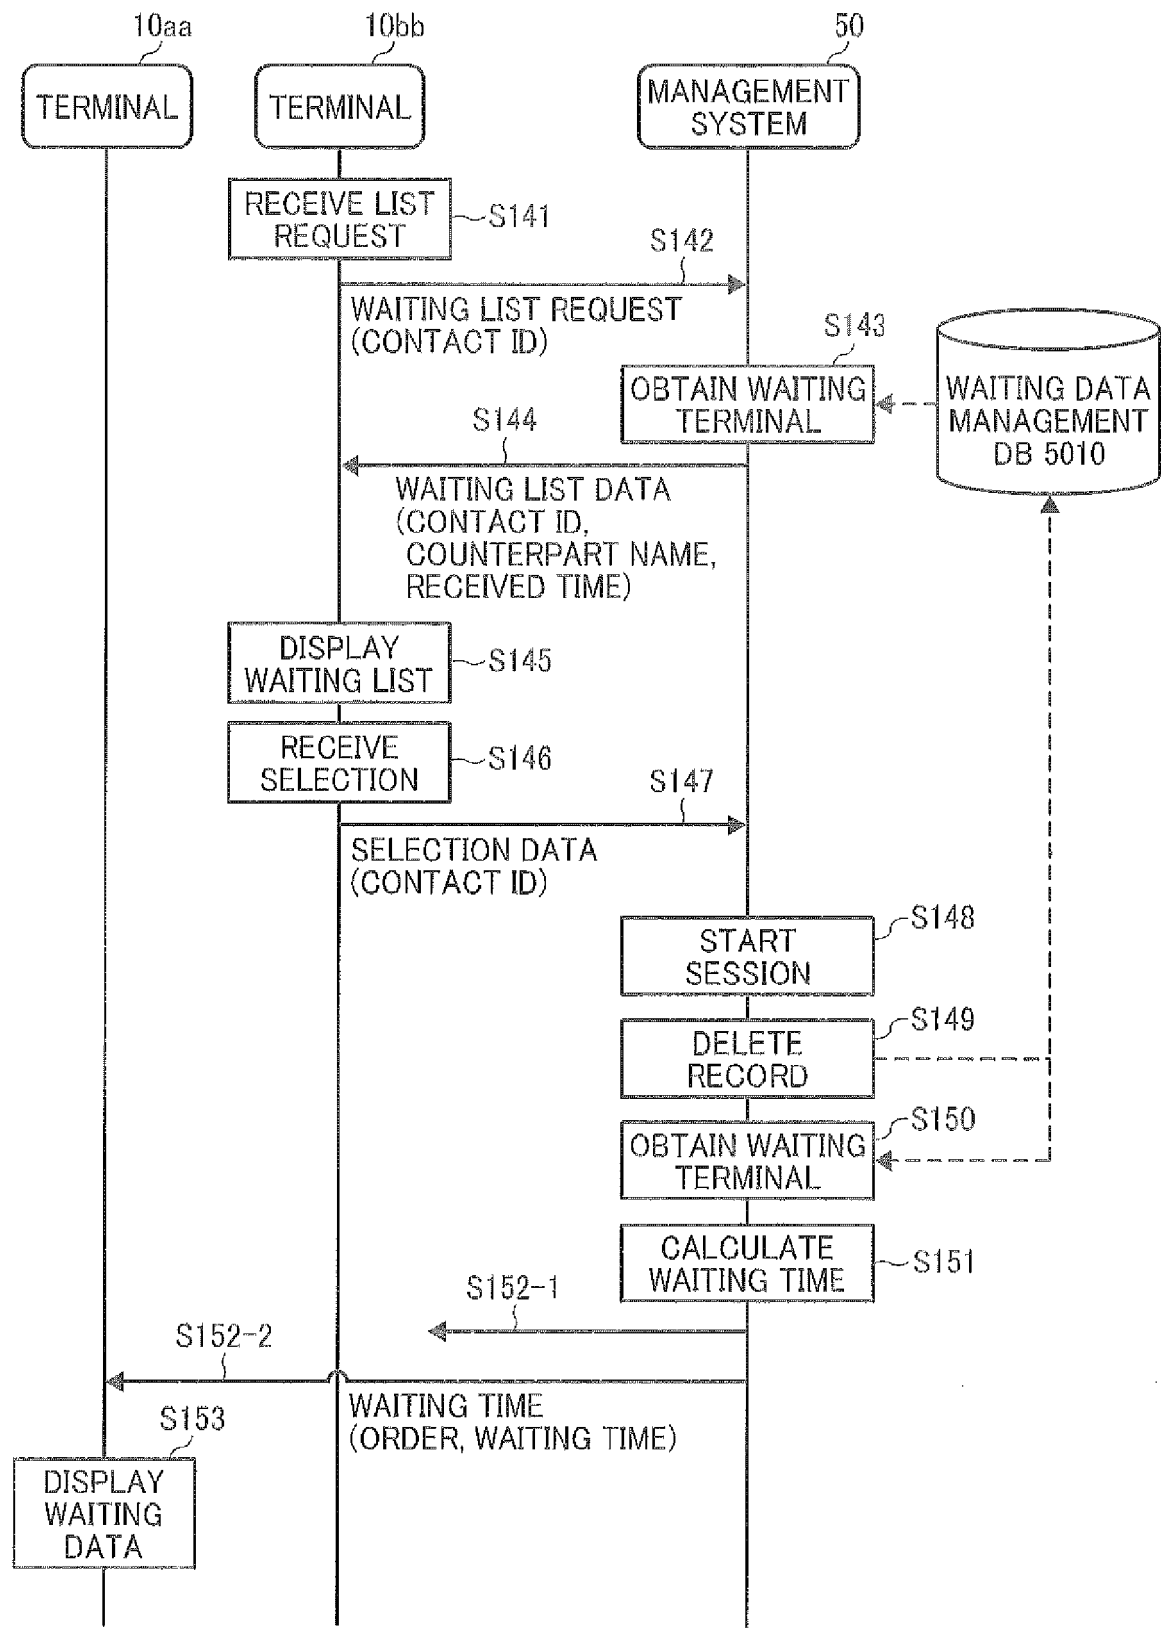 10aa
10bb
50
TERMINAL
TERMINAL
MANAGEMENT
SYSTEM
RECEIVE LIST
REQUEST
S141
S142
WAITING LIST REQUEST
(CONTACT ID)
S143
OBTAIN WAITING
TERMINAL
WAITING DATA
MANAGEMENT
DB 5010
S144
WAITING LIST DATA
(CONTACT ID,
COUNTERPART NAME,
RECEIVED TIME)
DISPLAY
WAITING LIST
S145
RECEIVE
SELECTION
S146
S147
SELECTION DATA
(CONTACT ID)
START
SESSION
S148
DELETE
RECORD
S149
OBTAIN WAITING
TERMINAL
S150
CALCULATE
WAITING TIME
S151
S152-1
S152-2
WAITING TIME
(ORDER, WAITING TIME)
S153
DISPLAY
WAITING
DATA